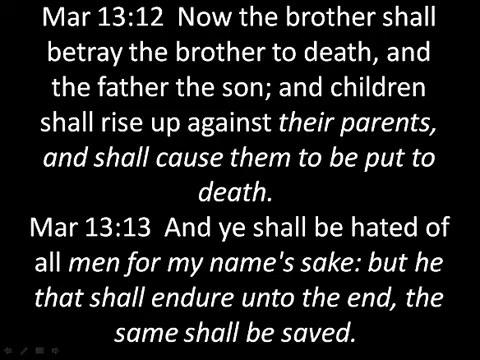 Mar 13:12  Now the brother shall
betray the brother to death, and
the father the son; and children
shall rise up against their parents,
and shall cause them to be put to
death.
Mar 13:13  And ye shall be hated of
all men for my name's sake: but he
that shall endure unto the end, the
same shall be saved.